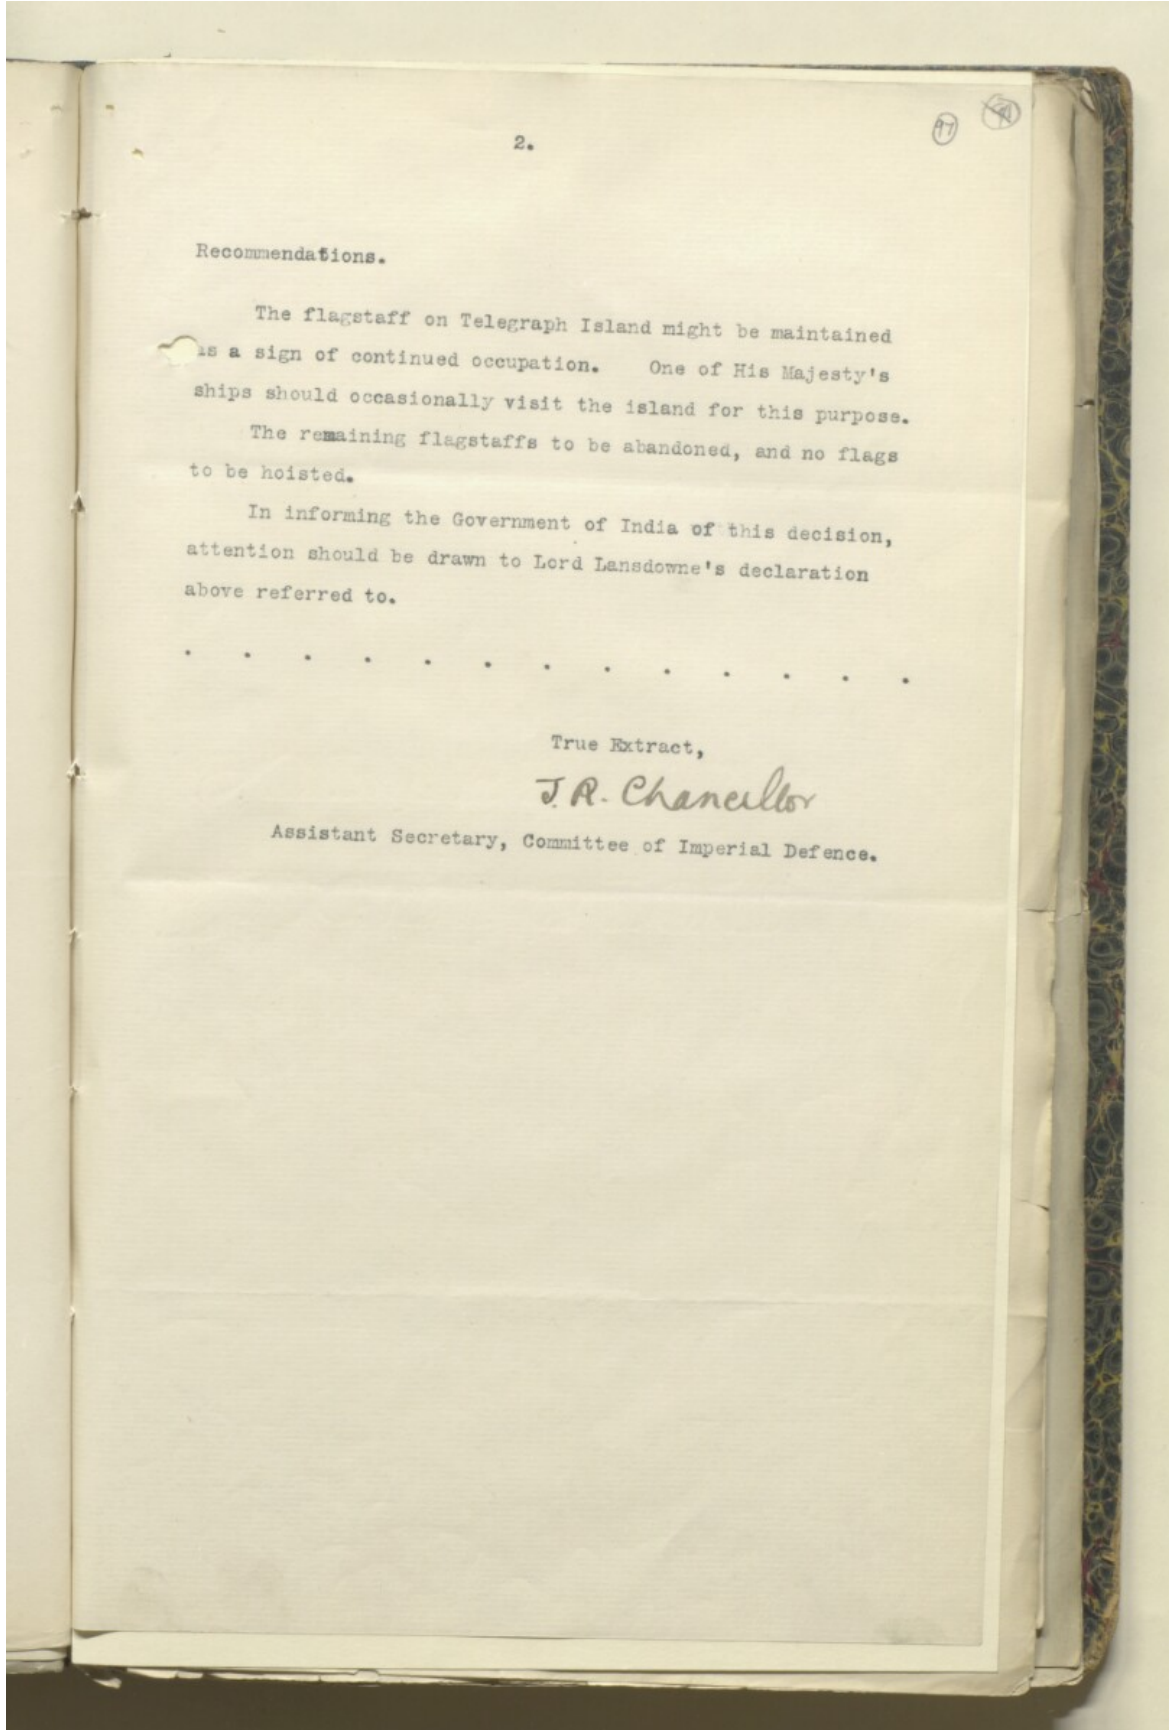 2.
97
Recommendations.
The flagstaff on Telegraph Island might be maintained
as a sign of continued occupation. One of His Majesty's
ships should occasionally visit the island for this purpose.
The remaining flagstaffs to be abandoned, and no flags
to be hoisted.
In informing the Government of India of this decision,
attention should be drawn to Lord Lansdowne's declaration
above referred to.
. . . . . . . . . . . . .
True Extract,
J.R. Chancellor
Assistant Secretary, Committee of Imperial Defence.